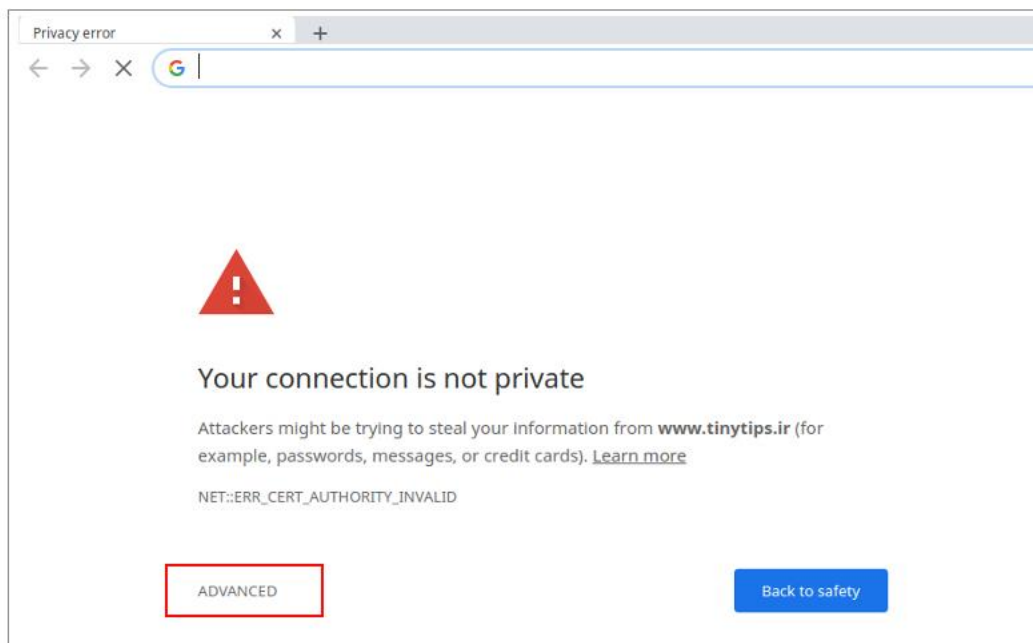 Privacy error
Your connection is not private
Attackers might be trying to steal your information from www.tinytips.ir (for
example, passwords, messages, or credit cards). Learn more
NET::ERR_CERT_AUTHORITY_INVALID
ADVANCED
Back to safety